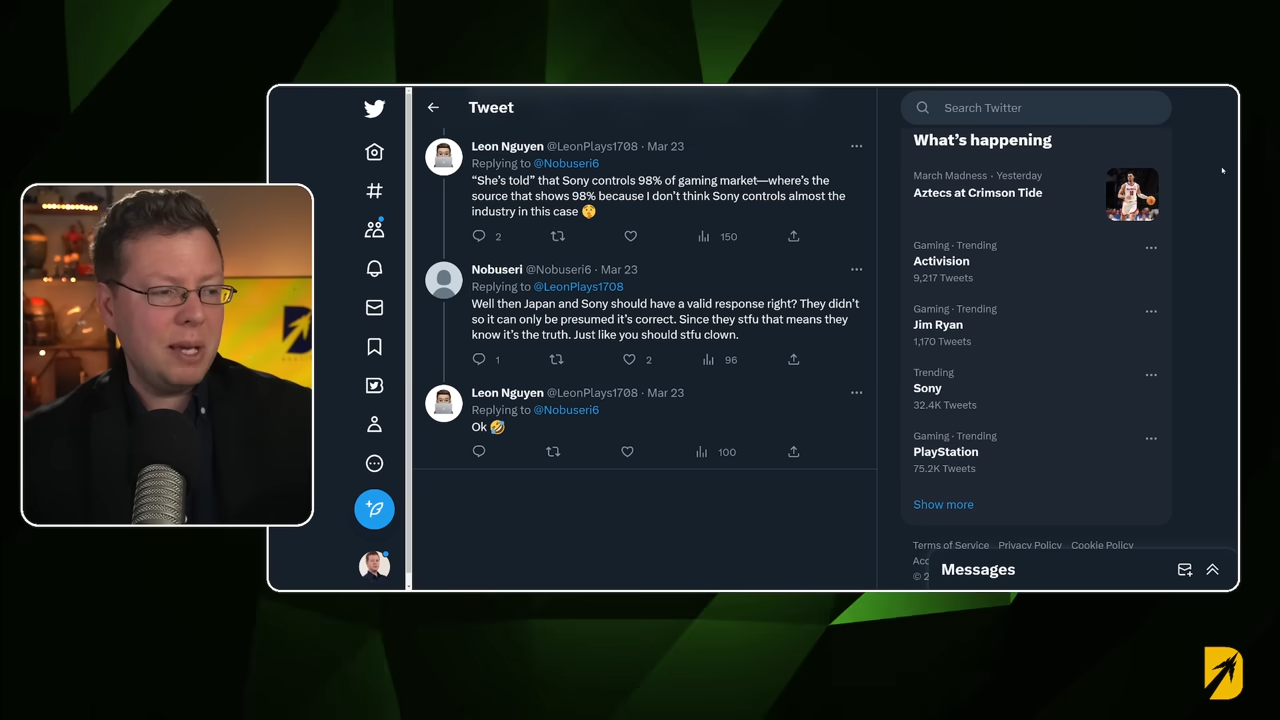 Tweet
Leon Nguyen @LeonPlays1708 · Mar 23
Replying to @Nobuseri6
“She’s told” that Sony controls 98% of gaming market—where’s the
source that shows 98% because I don’t think Sony controls almost the
industry in this case 🤫
2
150
Nobuseri @Nobuseri6 · Mar 23
Replying to @LeonPlays1708
Well then Japan and Sony should have a valid response right? They didn’t
so it can only be presumed it’s correct. Since they stfu that means they
know it’s the truth. Just like you should stfu clown.
1
2
96
Leon Nguyen @LeonPlays1708 · Mar 23
Replying to @Nobuseri6
Ok 🤣
100
Search Twitter
What’s happening
March Madness · Yesterday
Aztecs at Crimson Tide
Gaming · Trending
Activision
9,217 Tweets
Gaming · Trending
Jim Ryan
1,170 Tweets
Trending
Sony
32.4K Tweets
Gaming · Trending
PlayStation
75.2K Tweets
Show more
Terms of Service Privacy Policy Cookie Policy
© 2
Messages